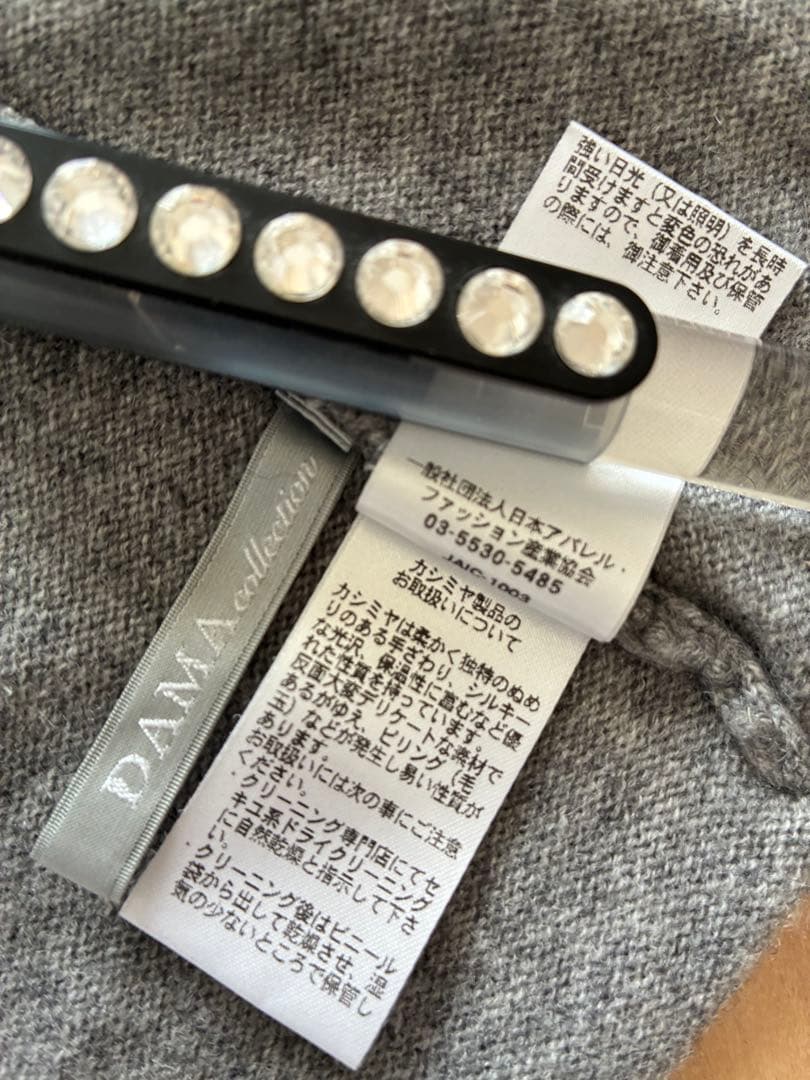 強い日光（又は照明）を長時
間受けますと変色の恐れがあ
りますので、御着用及び保管
の際には、御注意下さい。
一般社団法人日本アパレル・
ファッション産業協会
03-5530-5485
JAIC-1003
カシミヤ製品の
お取扱いについて
カシミヤは柔かく独特のぬめ
りのある手ざわり、シルキー
な光沢、保温性に富むなど優
れた性質を持っています。
反面大変デリケートな素材で
あるがゆえ、ピリング（毛
玉）などが発生し易い性質が
あります。
お取扱いには次の事にご注意
ください。
・クリーニング専門店にてセ
キユ系ドライクリーニング
に自然乾燥と指示して下さ
い。
・クリーニング後はビニール
袋から出して乾燥させ、湿
気の少ないところで保管し
DAMA collection